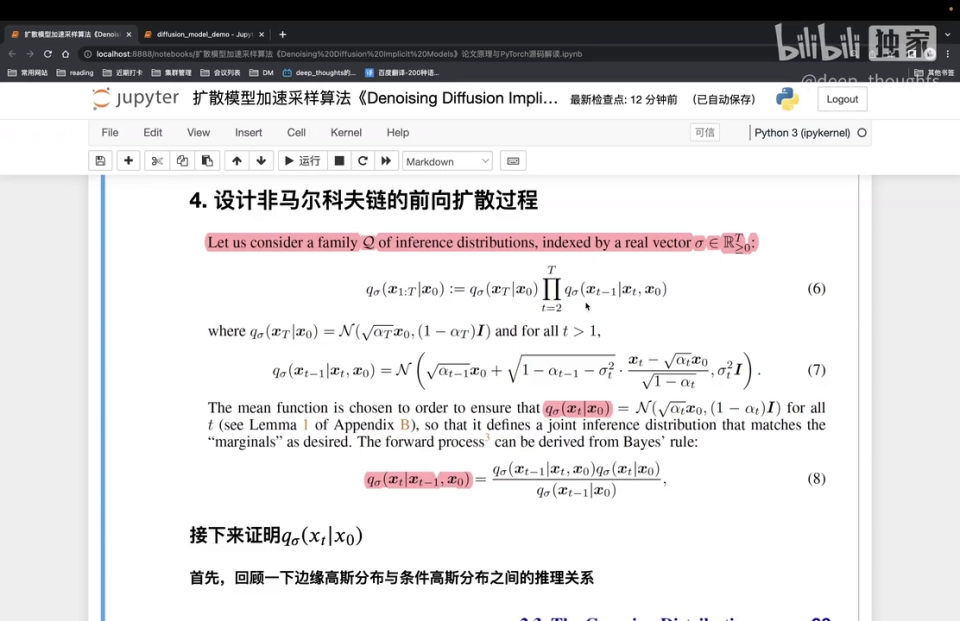 扩散模型加速采样算法《Denoisi
diffusion_model_demo - Jupyt
localhost:8888/notebooks/扩散模型加速采样算法《Denoising%20Diffusion%20Implicit%20Models》论文原理与PyTorch源码解读.ipynb
bilibili 独家
@deep_thoughts
常用网站 reading 近期打卡 集群管理 会议列表 DM deep_thoughts的... 百度翻译-200种语... 其他书签
jupyter 扩散模型加速采样算法《Denoising Diffusion Impli... 最新检查点: 12 分钟前 (已自动保存) Logout
File Edit View Insert Cell Kernel Help 可信 Python 3 (ipykernel)
运行 Markdown
4. 设计非马尔科夫链的前向扩散过程
Let us consider a family Q of inference distributions, indexed by a real vector σ ∈ ℝ^T_{≥0}:
q_σ(x_{1:T}|x_0) := q_σ(x_T|x_0) ∏_{t=2}^{T} q_σ(x_{t−1}|x_t, x_0) (6)
where q_σ(x_T|x_0) = N(√α_T x_0, (1 − α_T)I) and for all t > 1,
q_σ(x_{t−1}|x_t, x_0) = N(√α_{t−1} x_0 + √(1 − α_{t−1} − σ_t^2) · (x_t − √α_t x_0)/√(1 − α_t), σ_t^2 I). (7)
The mean function is chosen to order to ensure that q_σ(x_t|x_0) = N(√α_t x_0, (1 − α_t)I) for all
t (see Lemma 1 of Appendix B), so that it defines a joint inference distribution that matches the
“marginals” as desired. The forward process³ can be derived from Bayes’ rule:
q_σ(x_t|x_{t−1}, x_0) = q_σ(x_{t−1}|x_t, x_0)q_σ(x_t|x_0) / q_σ(x_{t−1}|x_0), (8)
接下来证明q_σ(x_t|x_0)
首先，回顾一下边缘高斯分布与条件高斯分布之间的推理关系